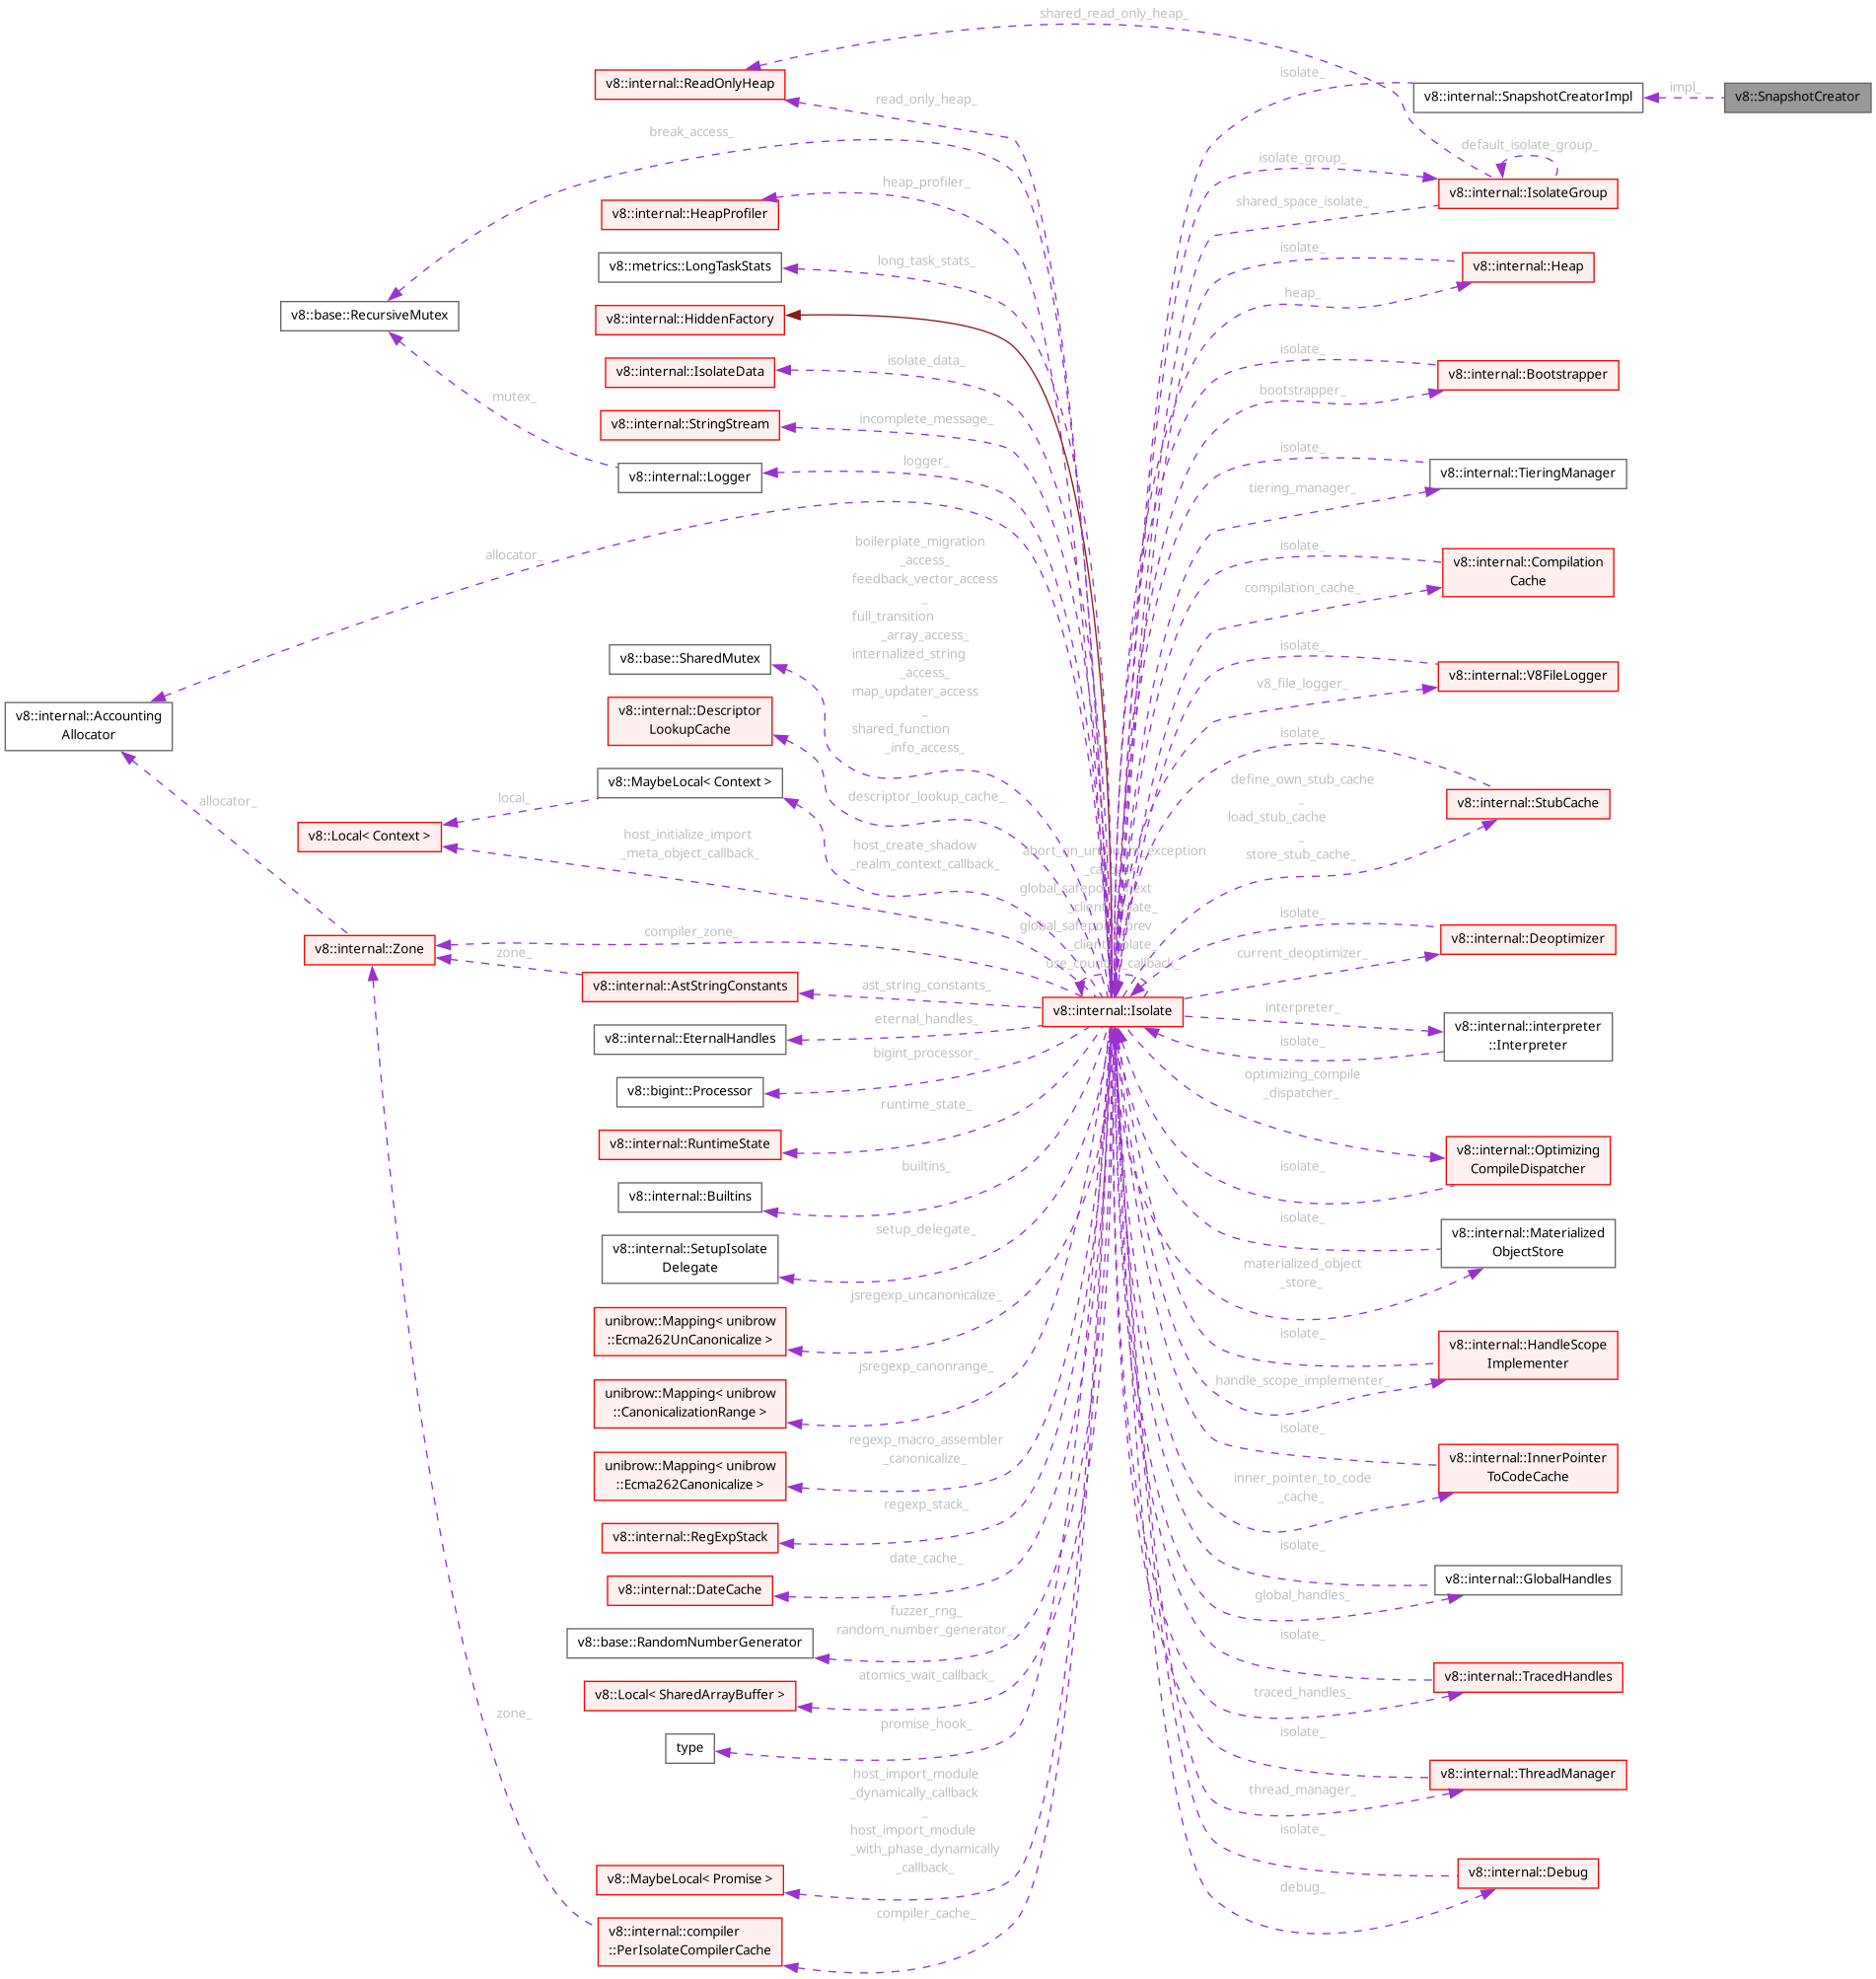 shared_read_only_heap_
v8::internal::ReadOnlyHeap
isolate_
v8::internal::SnapshotCreatorImpl
impl_
v8::SnapshotCreator
read_only_heap_
break_access_
default_isolate_group_
isolate_group_
heap_profiler_
v8::internal::IsolateGroup
shared_space_isolate_
v8::internal::HeapProfiler
isolate_
long_task_stats_
v8::metrics::LongTaskStats
v8::internal::Heap
heap_
v8::base::RecursiveMutex
v8::internal::HiddenFactory
isolate_
isolate_data_
v8::internal::IsolateData
v8::internal::Bootstrapper
bootstrapper_
mutex_
incomplete_message_
v8::internal::StringStream
isolate_
logger_
v8::internal::Logger
v8::internal::TieringManager
tiering_manager_
allocator_
isolate_
v8::internal::Compilation
Cache
compilation_cache_
boilerplate_migration
_access_
feedback_vector_access
_
full_transition
_array_access_
internalized_string
_access_
map_updater_access
_
shared_function
_info_access_
v8::base::SharedMutex
isolate_
v8::internal::V8FileLogger
v8_file_logger_
v8::internal::Accounting
Allocator
v8::internal::Descriptor
LookupCache
isolate_
v8::MaybeLocal< Context >
descriptor_lookup_cache_
define_own_stub_cache
_
load_stub_cache
_
store_stub_cache_
v8::internal::StubCache
allocator_
local_
v8::Local< Context >
host_initialize_import
_meta_object_callback_
host_create_shadow
_realm_context_callback_
global_safepoint_next
_client_isolate_
global_safepoint_prev
_client_isolate_
use_counter_callback_
isolate_
v8::internal::Deoptimizer
current_deoptimizer_
v8::internal::Zone
compiler_zone_
zone_
v8::internal::AstStringConstants
ast_string_constants_
v8::internal::Isolate
interpreter_
v8::internal::interpreter
::Interpreter
isolate_
v8::internal::EternalHandles
eternal_handles_
bigint_processor_
v8::bigint::Processor
optimizing_compile
_dispatcher_
runtime_state_
v8::internal::RuntimeState
v8::internal::Optimizing
CompileDispatcher
isolate_
builtins_
v8::internal::Builtins
isolate_
setup_delegate_
v8::internal::SetupIsolate
Delegate
v8::internal::Materialized
ObjectStore
materialized_object
_store_
jsregexp_uncanonicalize_
unibrow::Mapping< unibrow
::Ecma262UnCanonicalize >
isolate_
v8::internal::HandleScope
Implementer
handle_scope_implementer_
jsregexp_canonrange_
unibrow::Mapping< unibrow
::CanonicalizationRange >
isolate_
regexp_macro_assembler
_canonicalize_
unibrow::Mapping< unibrow
::Ecma262Canonicalize >
v8::internal::InnerPointer
ToCodeCache
inner_pointer_to_code
_cache_
regexp_stack_
v8::internal::RegExpStack
isolate_
date_cache_
v8::internal::DateCache
v8::internal::GlobalHandles
global_handles_
fuzzer_rng_
random_number_generator_
v8::base::RandomNumberGenerator
isolate_
atomics_wait_callback_
v8::Local< SharedArrayBuffer >
v8::internal::TracedHandles
traced_handles_
zone_
promise_hook_
type
isolate_
v8::internal::ThreadManager
thread_manager_
host_import_module
_dynamically_callback
_
host_import_module
_with_phase_dynamically
_callback_
v8::MaybeLocal< Promise >
isolate_
v8::internal::Debug
debug_
compiler_cache_
v8::internal::compiler
::PerIsolateCompilerCache